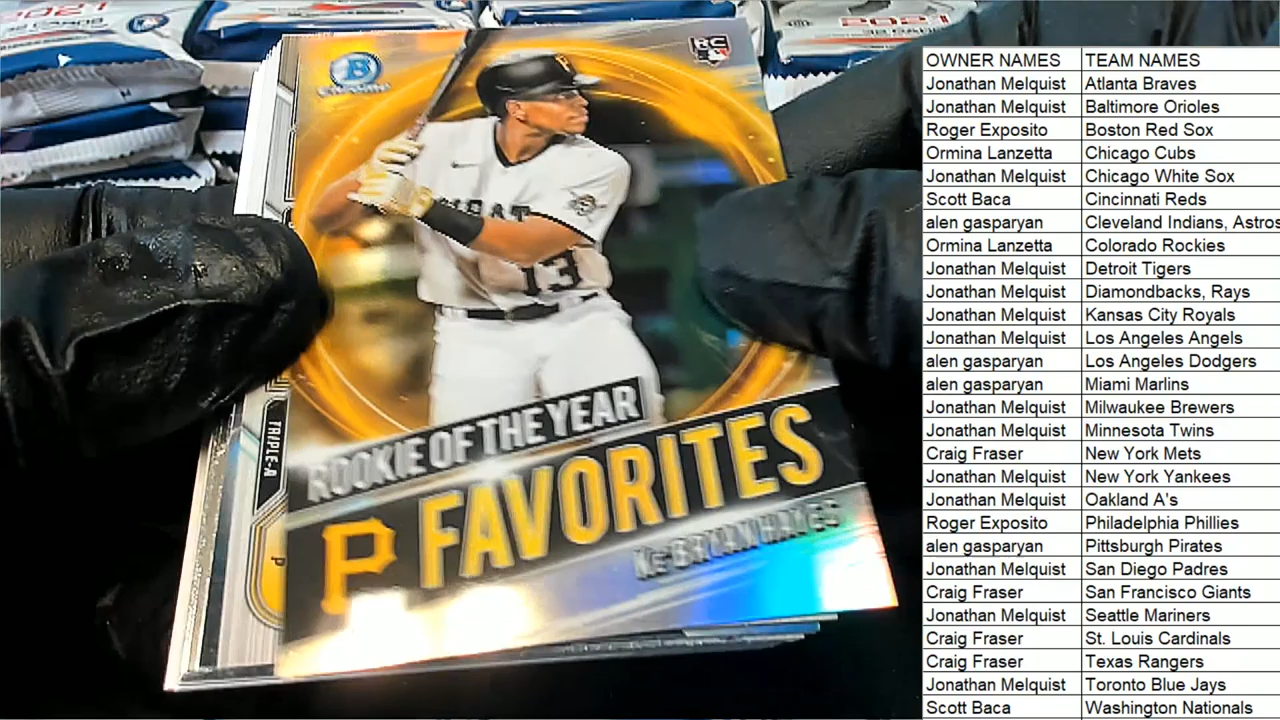 2021
2021
B
CHROME
RC
P
13
ROOKIE OF THE YEAR
P FAVORITES
KE'BRYAN HAYES
TRIPLE-A
P
OWNER NAMES TEAM NAMES
Jonathan Melquist Atlanta Braves
Jonathan Melquist Baltimore Orioles
Roger Exposito Boston Red Sox
Ormina Lanzetta Chicago Cubs
Jonathan Melquist Chicago White Sox
Scott Baca Cincinnati Reds
alen gasparyan Cleveland Indians, Astros
Ormina Lanzetta Colorado Rockies
Jonathan Melquist Detroit Tigers
Jonathan Melquist Diamondbacks, Rays
Jonathan Melquist Kansas City Royals
Jonathan Melquist Los Angeles Angels
alen gasparyan Los Angeles Dodgers
alen gasparyan Miami Marlins
Jonathan Melquist Milwaukee Brewers
Jonathan Melquist Minnesota Twins
Craig Fraser New York Mets
Jonathan Melquist New York Yankees
Jonathan Melquist Oakland A's
Roger Exposito Philadelphia Phillies
alen gasparyan Pittsburgh Pirates
Jonathan Melquist San Diego Padres
Craig Fraser San Francisco Giants
Jonathan Melquist Seattle Mariners
Craig Fraser St. Louis Cardinals
Craig Fraser Texas Rangers
Jonathan Melquist Toronto Blue Jays
Scott Baca Washington Nationals